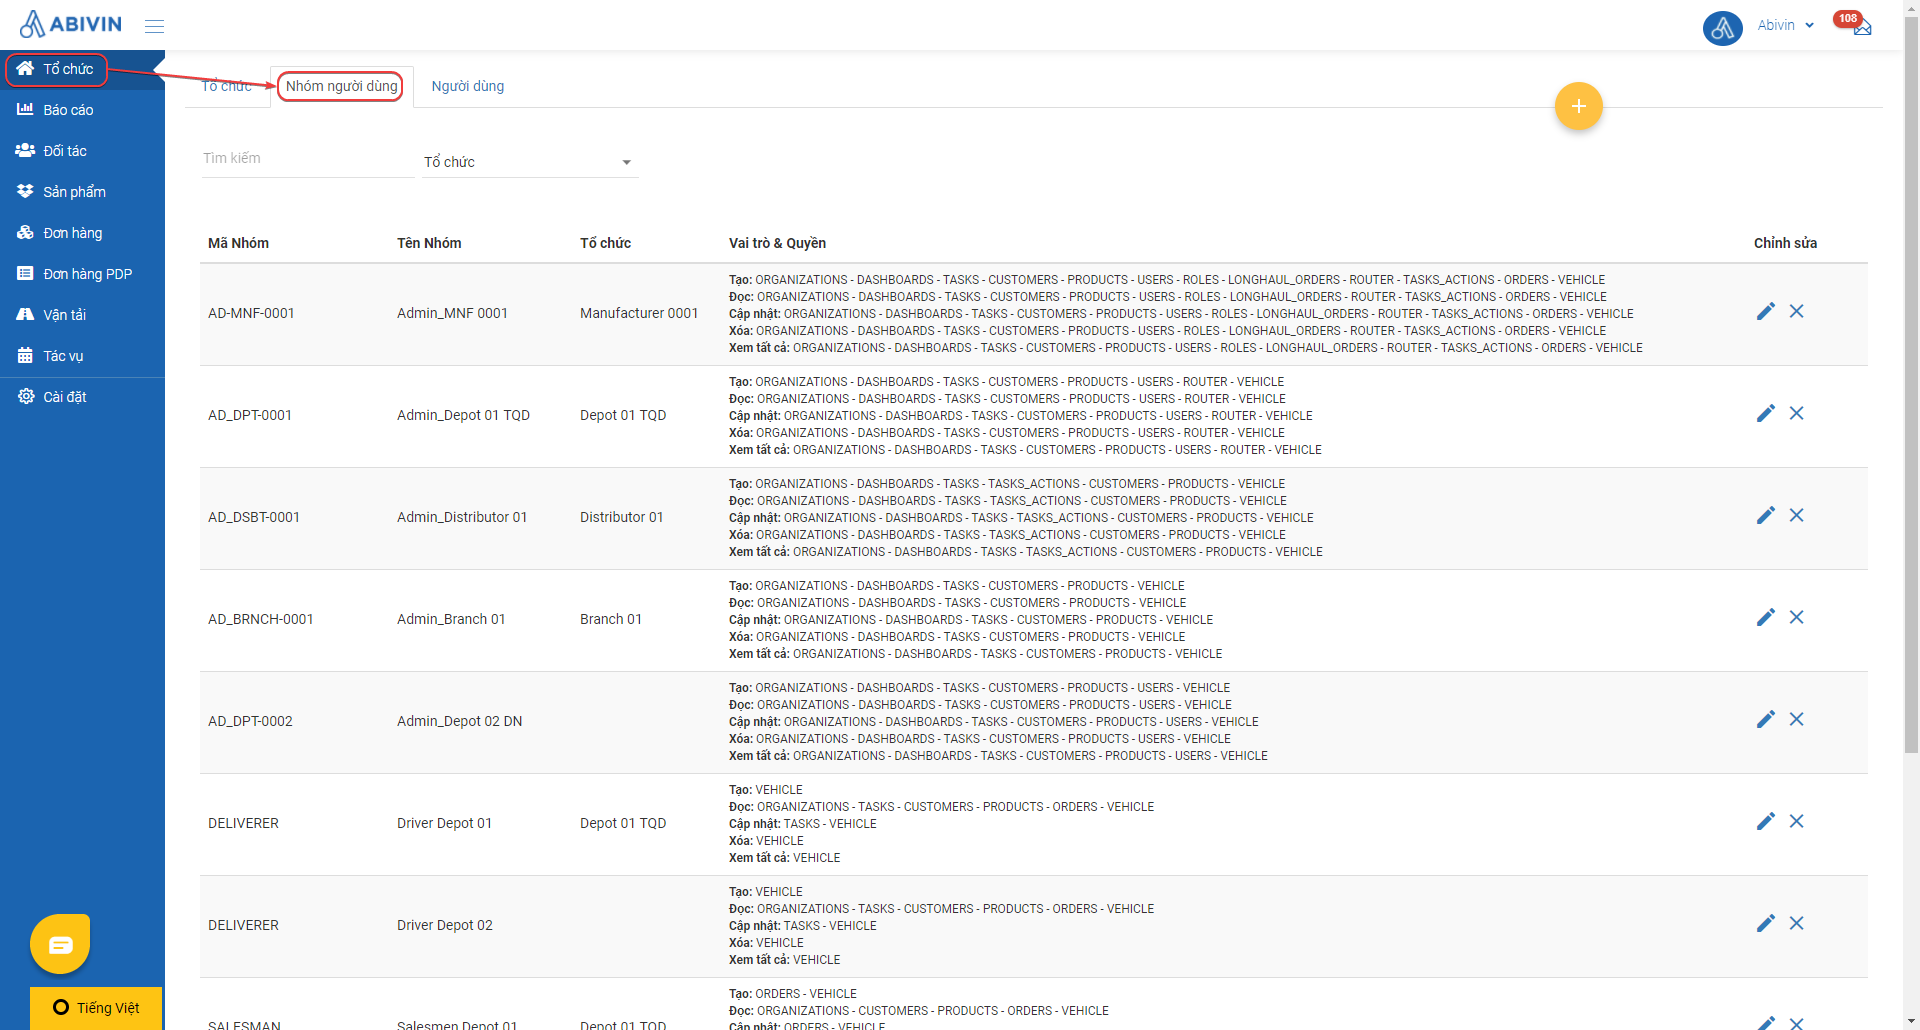 ABIVIN
Abivin
108
Tổ chức
Báo cáo
Đối tác
Sản phẩm
Đơn hàng
Đơn hàng PDP
Vận tải
Tác vụ
Cài đặt
Tiếng Việt
Tổ chức
Nhóm người dùng
Người dùng
+
Tìm kiếm
Tổ chức
Mã Nhóm Tên Nhóm Tổ chức Vai trò & Quyền Chỉnh sửa
AD-MNF-0001 Admin_MNF 0001 Manufacturer 0001
Tạo: ORGANIZATIONS - DASHBOARDS - TASKS - CUSTOMERS - PRODUCTS - USERS - ROLES - LONGHAUL_ORDERS - ROUTER - TASKS_ACTIONS - ORDERS - VEHICLE
Đọc: ORGANIZATIONS - DASHBOARDS - TASKS - CUSTOMERS - PRODUCTS - USERS - ROLES - LONGHAUL_ORDERS - ROUTER - TASKS_ACTIONS - ORDERS - VEHICLE
Cập nhật: ORGANIZATIONS - DASHBOARDS - TASKS - CUSTOMERS - PRODUCTS - USERS - ROLES - LONGHAUL_ORDERS - ROUTER - TASKS_ACTIONS - ORDERS - VEHICLE
Xóa: ORGANIZATIONS - DASHBOARDS - TASKS - CUSTOMERS - PRODUCTS - USERS - ROLES - LONGHAUL_ORDERS - ROUTER - TASKS_ACTIONS - ORDERS - VEHICLE
Xem tất cả: ORGANIZATIONS - DASHBOARDS - TASKS - CUSTOMERS - PRODUCTS - USERS - ROLES - LONGHAUL_ORDERS - ROUTER - TASKS_ACTIONS - ORDERS - VEHICLE
AD_DPT-0001 Admin_Depot 01 TQD Depot 01 TQD
Tạo: ORGANIZATIONS - DASHBOARDS - TASKS - CUSTOMERS - PRODUCTS - USERS - ROUTER - VEHICLE
Đọc: ORGANIZATIONS - DASHBOARDS - TASKS - CUSTOMERS - PRODUCTS - USERS - ROUTER - VEHICLE
Cập nhật: ORGANIZATIONS - DASHBOARDS - TASKS - CUSTOMERS - PRODUCTS - USERS - ROUTER - VEHICLE
Xóa: ORGANIZATIONS - DASHBOARDS - TASKS - CUSTOMERS - PRODUCTS - USERS - ROUTER - VEHICLE
Xem tất cả: ORGANIZATIONS - DASHBOARDS - TASKS - CUSTOMERS - PRODUCTS - USERS - ROUTER - VEHICLE
AD_DSBT-0001 Admin_Distributor 01 Distributor 01
Tạo: ORGANIZATIONS - DASHBOARDS - TASKS - TASKS_ACTIONS - CUSTOMERS - PRODUCTS - VEHICLE
Đọc: ORGANIZATIONS - DASHBOARDS - TASKS - TASKS_ACTIONS - CUSTOMERS - PRODUCTS - VEHICLE
Cập nhật: ORGANIZATIONS - DASHBOARDS - TASKS - TASKS_ACTIONS - CUSTOMERS - PRODUCTS - VEHICLE
Xóa: ORGANIZATIONS - DASHBOARDS - TASKS - TASKS_ACTIONS - CUSTOMERS - PRODUCTS - VEHICLE
Xem tất cả: ORGANIZATIONS - DASHBOARDS - TASKS - TASKS_ACTIONS - CUSTOMERS - PRODUCTS - VEHICLE
AD_BRNCH-0001 Admin_Branch 01 Branch 01
Tạo: ORGANIZATIONS - DASHBOARDS - TASKS - CUSTOMERS - PRODUCTS - VEHICLE
Đọc: ORGANIZATIONS - DASHBOARDS - TASKS - CUSTOMERS - PRODUCTS - VEHICLE
Cập nhật: ORGANIZATIONS - DASHBOARDS - TASKS - CUSTOMERS - PRODUCTS - VEHICLE
Xóa: ORGANIZATIONS - DASHBOARDS - TASKS - CUSTOMERS - PRODUCTS - VEHICLE
Xem tất cả: ORGANIZATIONS - DASHBOARDS - TASKS - CUSTOMERS - PRODUCTS - VEHICLE
AD_DPT-0002 Admin_Depot 02 DN
Tạo: ORGANIZATIONS - DASHBOARDS - TASKS - CUSTOMERS - PRODUCTS - USERS - VEHICLE
Đọc: ORGANIZATIONS - DASHBOARDS - TASKS - CUSTOMERS - PRODUCTS - USERS - VEHICLE
Cập nhật: ORGANIZATIONS - DASHBOARDS - TASKS - CUSTOMERS - PRODUCTS - USERS - VEHICLE
Xóa: ORGANIZATIONS - DASHBOARDS - TASKS - CUSTOMERS - PRODUCTS - USERS - VEHICLE
Xem tất cả: ORGANIZATIONS - DASHBOARDS - TASKS - CUSTOMERS - PRODUCTS - USERS - VEHICLE
DELIVERER Driver Depot 01 Depot 01 TQD
Tạo: VEHICLE
Đọc: ORGANIZATIONS - TASKS - CUSTOMERS - PRODUCTS - ORDERS - VEHICLE
Cập nhật: TASKS - VEHICLE
Xóa: VEHICLE
Xem tất cả: VEHICLE
DELIVERER Driver Depot 02
Tạo: VEHICLE
Đọc: ORGANIZATIONS - TASKS - CUSTOMERS - PRODUCTS - ORDERS - VEHICLE
Cập nhật: TASKS - VEHICLE
Xóa: VEHICLE
Xem tất cả: VEHICLE
SALESMAN Salesmen Depot 01 Depot 01 TQD
Tạo: ORDERS - VEHICLE
Đọc: ORGANIZATIONS - CUSTOMERS - PRODUCTS - ORDERS - VEHICLE
Cập nhật: ORDERS - VEHICLE